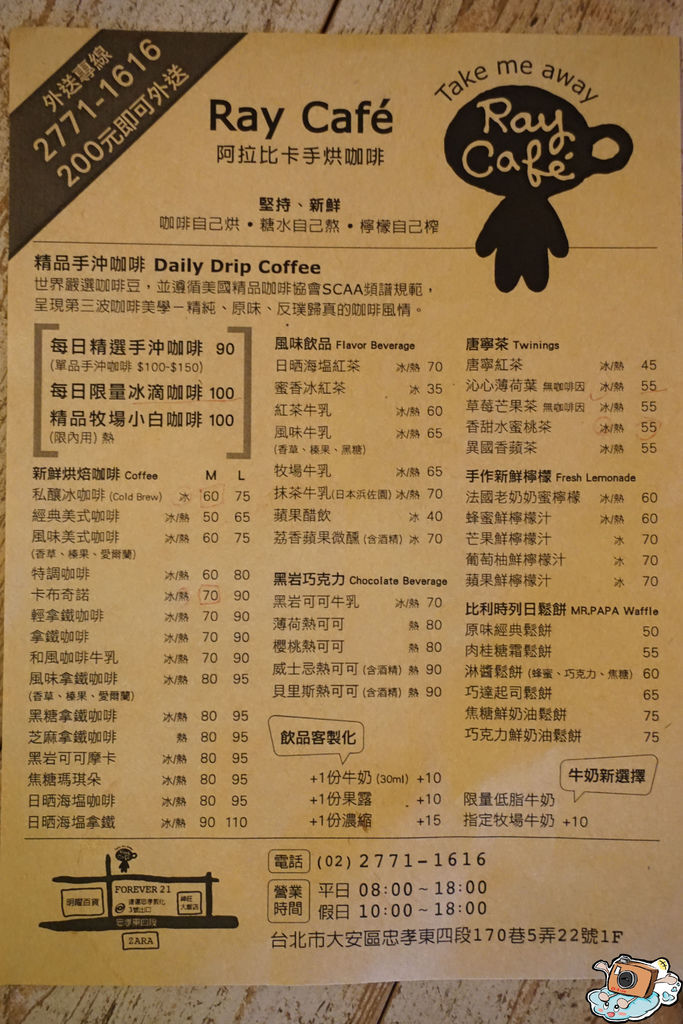 外送專線
2771-1616
200元即可外送
Ray Café
阿拉比卡手烘咖啡
Take me away
Ray
Café
堅持、新鮮
咖啡自己烘 • 糖水自己熬 • 檸檬自己榨
精品手沖咖啡 Daily Drip Coffee
世界嚴選咖啡豆，並遵循美國精品咖啡協會SCAA頻譜規範，
呈現第三波咖啡美學－精純、原味、反璞歸真的咖啡風情。
每日精選手沖咖啡 90
(單品手沖咖啡 $100-$150)
每日限量冰滴咖啡 100
精品牧場小白咖啡 100
(限內用) 熱
新鮮烘焙咖啡 Coffee M L
私釀冰咖啡 (Cold Brew) 冰 60 75
經典美式咖啡 冰/熱 50 65
風味美式咖啡 冰/熱 60 75
(香草、榛果、愛爾蘭)
特調咖啡 冰/熱 60 80
卡布奇諾 冰/熱 70 90
輕拿鐵咖啡 冰/熱 70 90
拿鐵咖啡 冰/熱 70 90
和風咖啡牛乳 冰/熱 70 90
風味拿鐵咖啡 冰/熱 80 95
(香草、榛果、愛爾蘭)
黑糖拿鐵咖啡 冰/熱 80 95
芝麻拿鐵咖啡 熱 80 95
黑岩可可摩卡 冰/熱 80 95
焦糖瑪琪朵 冰/熱 80 95
日晒海塩咖啡 冰/熱 80 95
日晒海塩拿鐵 冰/熱 90 110
風味飲品 Flavor Beverage
日晒海塩紅茶 冰/熱 70
蜜香冰紅茶 冰 35
紅茶牛乳 冰/熱 60
風味牛乳 冰/熱 65
(香草、榛果、黑糖)
牧場牛乳 冰/熱 65
抹茶牛乳(日本浜佐園) 冰/熱 70
蘋果醋飲 冰 40
荔香蘋果微醺 (含酒精) 冰 70
黑岩巧克力 Chocolate Beverage
黑岩可可牛乳 冰/熱 70
薄荷熱可可 熱 80
櫻桃熱可可 熱 80
威士忌熱可可 (含酒精) 熱 90
貝里斯熱可可 (含酒精) 熱 90
飲品客製化
+1份牛奶 (30ml) +10
+1份果露 +10
+1份濃縮 +15
唐寧茶 Twinings
唐寧紅茶 冰/熱 45
沁心薄荷葉 無咖啡因 冰/熱 55
草莓芒果茶 無咖啡因 冰/熱 55
香甜水蜜桃茶 冰/熱 55
異國香蘋茶 冰/熱 55
手作新鮮檸檬 Fresh Lemonade
法國老奶奶蜜檸檬 冰/熱 60
蜂蜜鮮檸檬汁 冰/熱 60
芒果鮮檸檬汁 冰 70
葡萄柚鮮檸檬汁 冰 70
蘋果鮮檸檬汁 冰 70
比利時列日鬆餅 MR.PAPA Waffle
原味經典鬆餅 50
肉桂糖霜鬆餅 55
淋醬鬆餅 (蜂蜜、巧克力、焦糖) 60
巧達起司鬆餅 65
焦糖鮮奶油鬆餅 75
巧克力鮮奶油鬆餅 75
牛奶新選擇
限量低脂牛奶
指定牧場牛奶 +10
明曜百貨
FOREVER 21
捷運忠孝敦化
3號出口
神旺
大飯店
忠孝東四段
ZARA
電話 (02) 2771-1616
營業時間 平日 08:00~18:00
假日 10:00~18:00
台北市大安區忠孝東四段170巷5弄22號1F